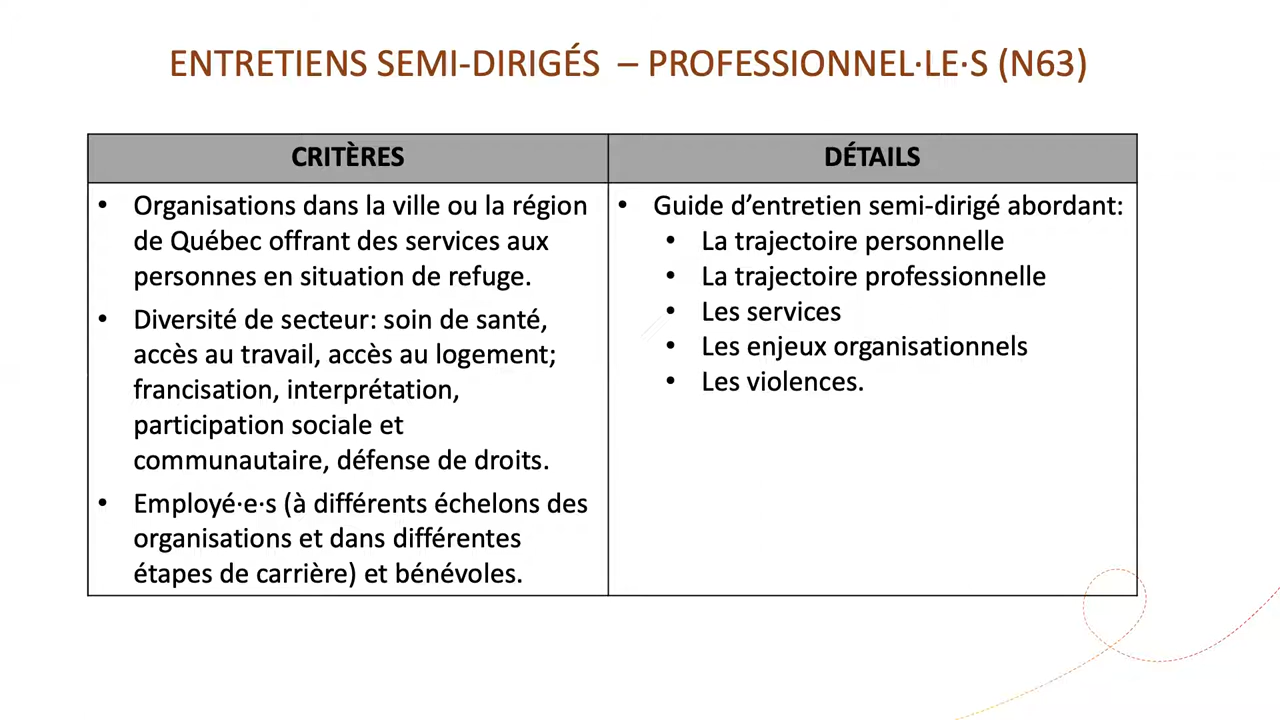 ENTRETIENS SEMI-DIRIGÉS – PROFESSIONNEL·LE·S (N63)
CRITÈRES
• Organisations dans la ville ou la région
de Québec offrant des services aux
personnes en situation de refuge.
• Diversité de secteur: soin de santé,
accès au travail, accès au logement;
francisation, interprétation,
participation sociale et
communautaire, défense de droits.
• Employé·e·s (à différents échelons des
organisations et dans différentes
étapes de carrière) et bénévoles.
DÉTAILS
• Guide d’entretien semi-dirigé abordant:
• La trajectoire personnelle
• La trajectoire professionnelle
• Les services
• Les enjeux organisationnels
• Les violences.